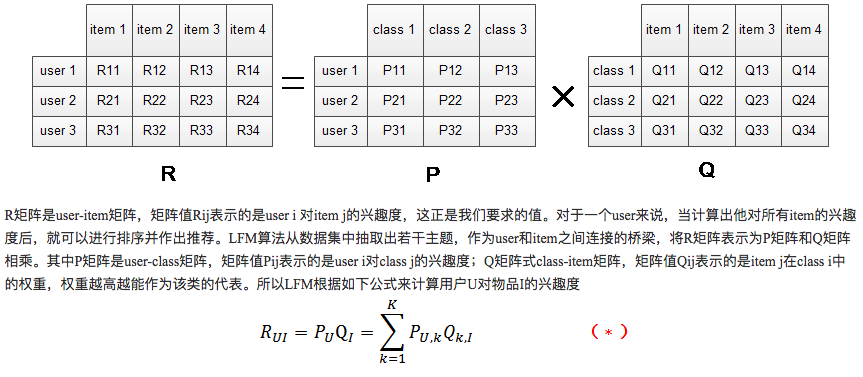 item 1 item 2 item 3 item 4
user 1 R11 R12 R13 R14
user 2 R21 R22 R23 R24
user 3 R31 R32 R33 R34
R
=
class 1 class 2 class 3
user 1 P11 P12 P13
user 2 P21 P22 P23
user 3 P31 P32 P33
P
×
item 1 item 2 item 3 item 4
class 1 Q11 Q12 Q13 Q14
class 2 Q21 Q22 Q23 Q24
class 3 Q31 Q32 Q33 Q34
Q
R矩阵是user-item矩阵，矩阵值Rij表示的是user i 对item j的兴趣度，这正是我们要求的值。对于一个user来说，当计算出他对所有item的兴趣
度后，就可以进行排序并作出推荐。LFM算法从数据集中抽取出若干主题，作为user和item之间连接的桥梁，将R矩阵表示为P矩阵和Q矩阵
相乘。其中P矩阵是user-class矩阵，矩阵值Pij表示的是user i对class j的兴趣度；Q矩阵式class-item矩阵，矩阵值Qij表示的是item j在class i中
的权重，权重越高越能作为该类的代表。所以LFM根据如下公式来计算用户U对物品I的兴趣度
R_{UI} = P_U Q_I = \sum_{k=1}^{K} P_{U,k} Q_{k,I} （*）